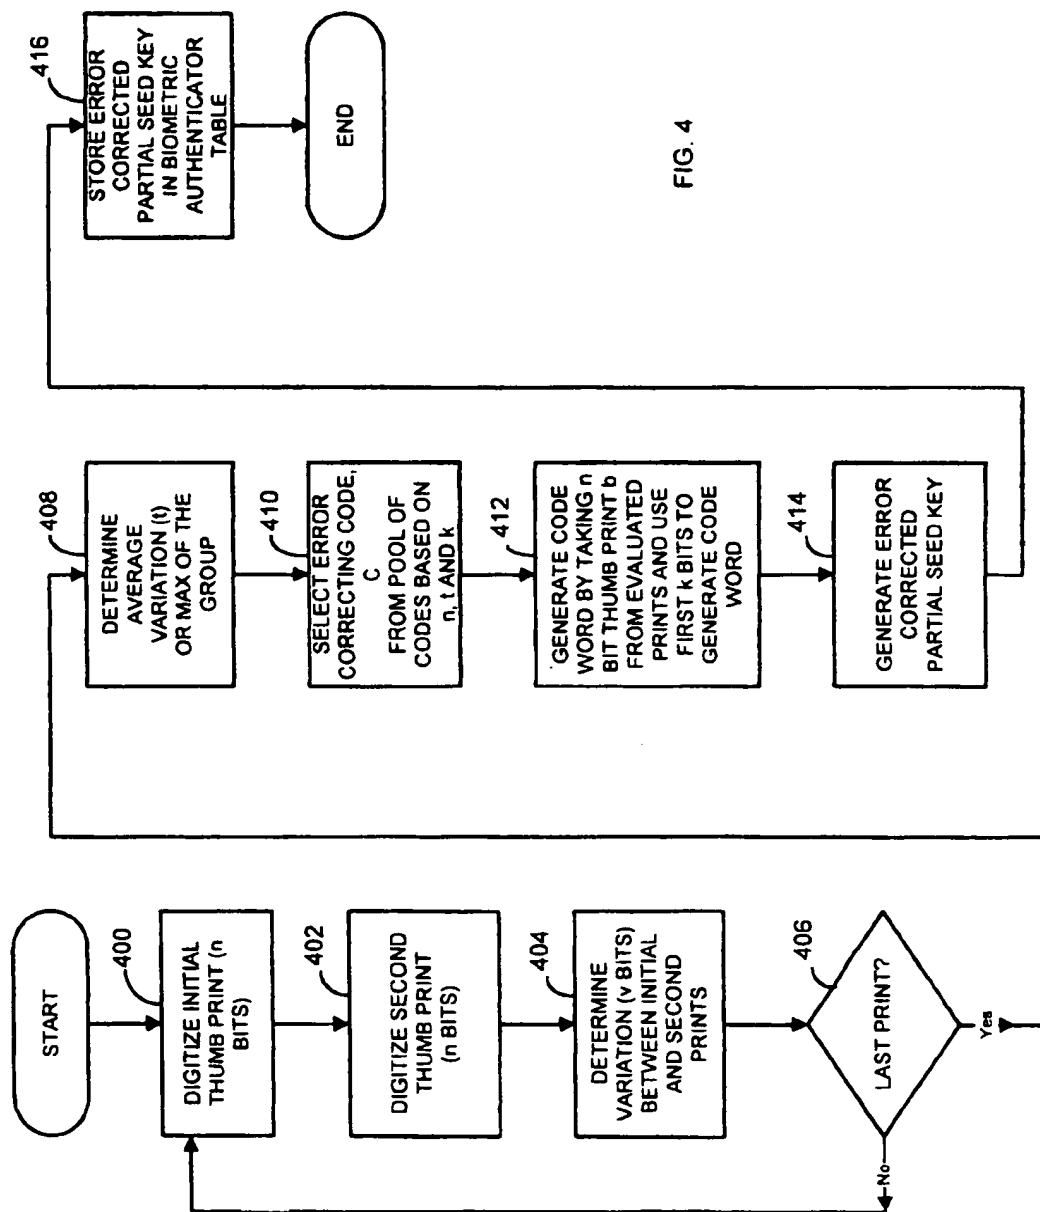 START
400
DIGITIZE INITIAL
THUMB PRINT (n
BITS)
402
DIGITIZE SECOND
THUMB PRINT
(n BITS)
404
DETERMINE
VARIATION (v BITS)
BETWEEN INITIAL
AND SECOND
PRINTS
406
LAST PRINT?
No
Yes
408
DETERMINE
AVERAGE
VARIATION (t)
OR MAX OF THE
GROUP
410
SELECT ERROR
CORRECTING CODE,
C
FROM POOL OF
CODES BASED ON
n, t AND k
412
GENERATE CODE
WORD BY TAKING n
BIT THUMB PRINT b
FROM EVALUATED
PRINTS AND USE
FIRST k BITS TO
GENERATE CODE
WORD
414
GENERATE ERROR
CORRECTED
PARTIAL SEED KEY
416
STORE ERROR
CORRECTED
PARTIAL SEED KEY
IN BIOMETRIC
AUTHENTICATOR
TABLE
END
FIG. 4